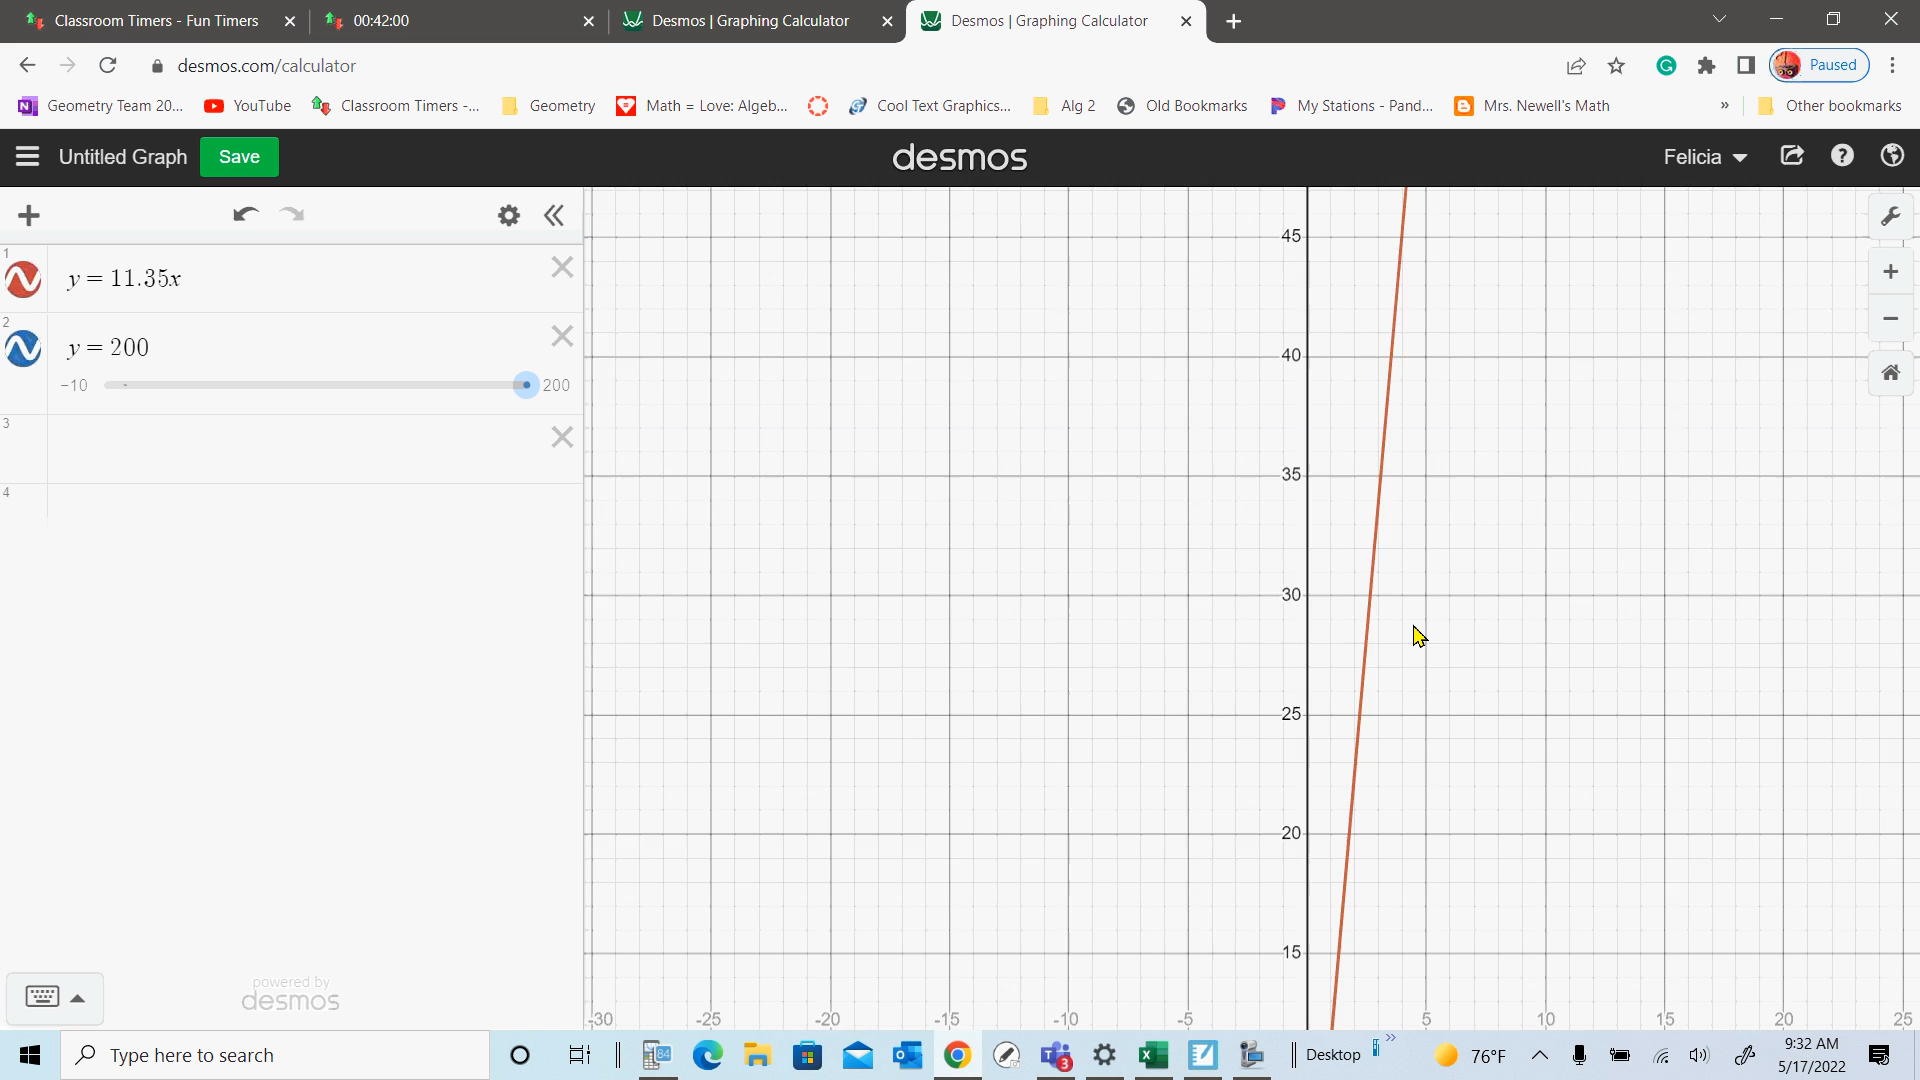 Classroom Timers - Fun Timers
00:42:00
Desmos | Graphing Calculator
Desmos | Graphing Calculator
desmos.com/calculator
Paused
Geometry Team 20...
YouTube
Classroom Timers -...
Geometry
Math = Love: Algeb...
Cool Text Graphics...
Alg 2
Old Bookmarks
My Stations - Pand...
Mrs. Newell's Math
»
Other bookmarks
Untitled Graph
Save
desmos
Felicia
1
y = 11.35x
2
y = 200
-10
200
3
4
45
40
35
30
25
20
15
-30
-25
-20
-15
-10
-5
5
10
15
20
25
powered by
desmos
Type here to search
84
3
Desktop
»
76°F
9:32 AM
5/17/2022